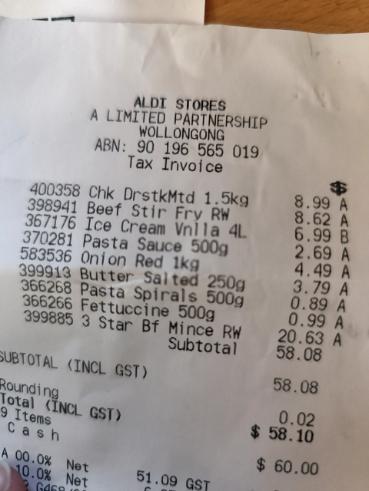 ALDI STORES
A LIMITED PARTNERSHIP
WOLLONGONG
ABN: 90 196 565 019
Tax Invoice
$
400358 Chk DrstkMtd 1.5kg 8.99 A
398941 Beef Stir Fry RW 8.62 A
367176 Ice Cream Vnlla 4L 6.99 B
370281 Pasta Sauce 500g 2.69 A
583536 Onion Red 1kg 4.49 A
399913 Butter Salted 250g 3.79 A
366268 Pasta Spirals 500g 0.89 A
366266 Fettuccine 500g 0.99 A
399885 3 Star Bf Mince RW 20.63 A
Subtotal 58.08
SUBTOTAL (INCL GST) 58.08
Rounding 0.02
Total (INCL GST) $ 58.10
9 Items
Cash $ 60.00
A 00.0% Net 51.09 GST
10.0% Net